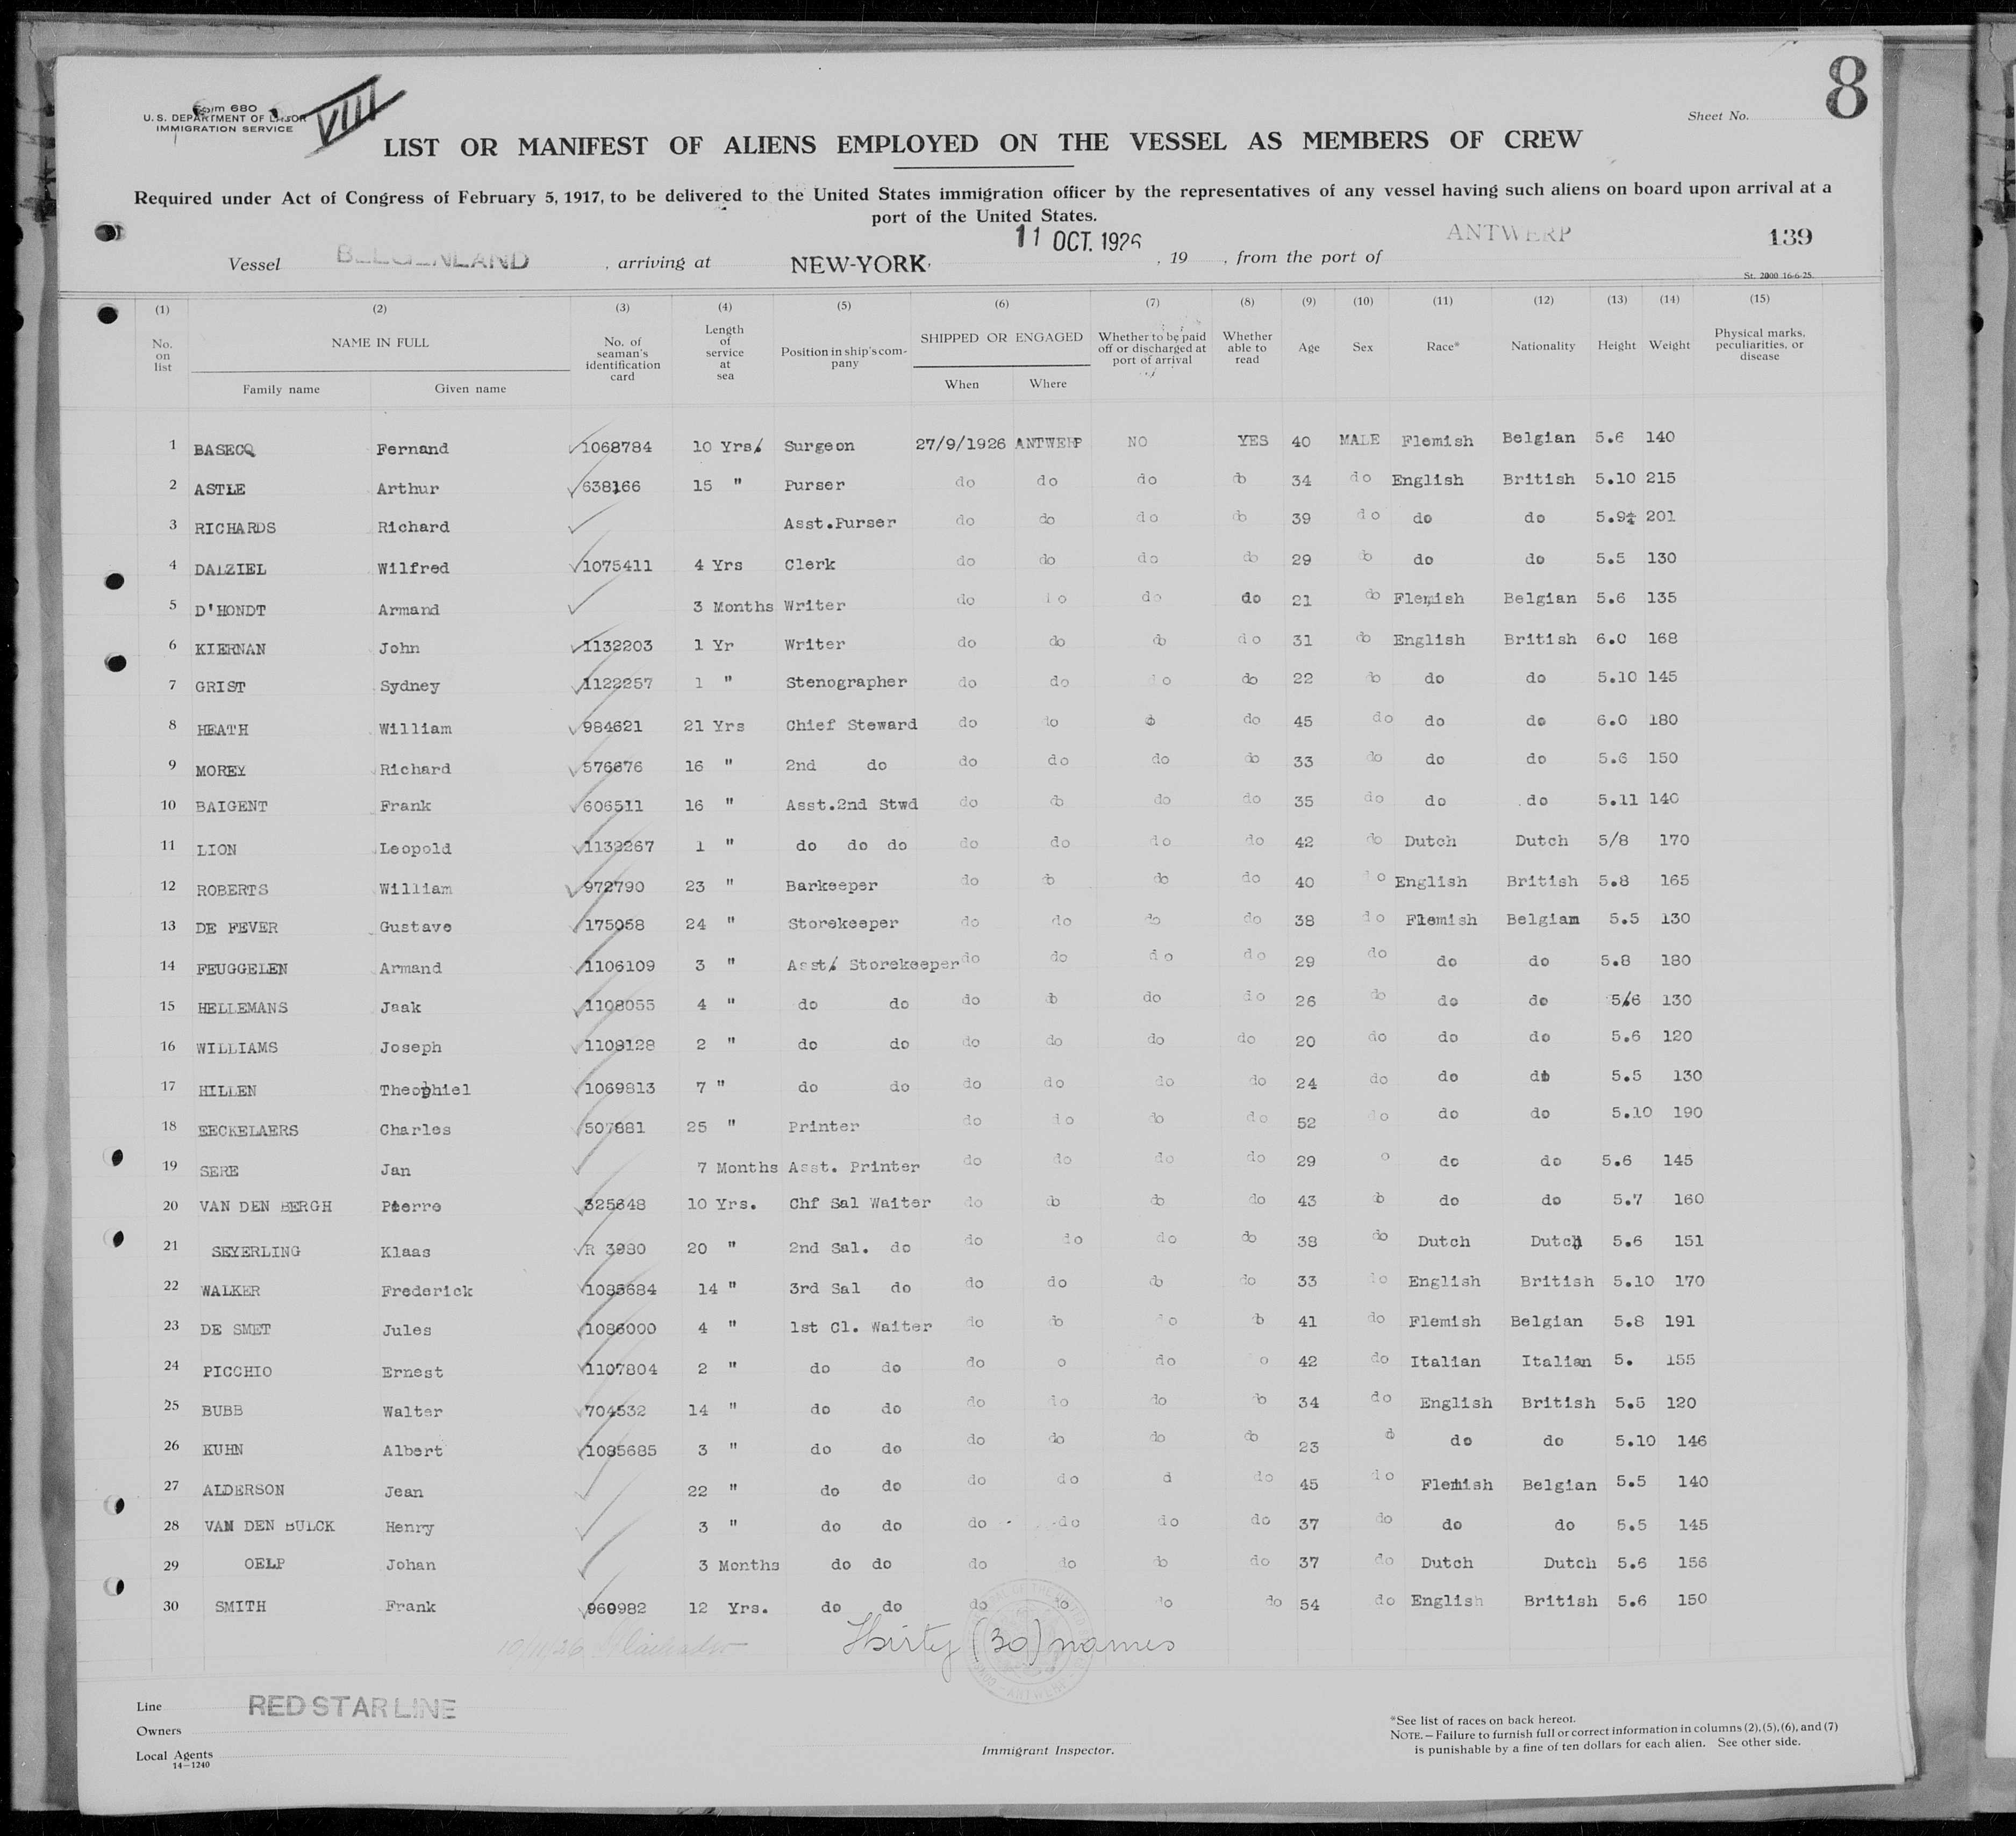 8
Form 680
U. S. DEPARTMENT OF LABOR
IMMIGRATION SERVICE
VIII
Sheet No.
LIST OR MANIFEST OF ALIENS EMPLOYED ON THE VESSEL AS MEMBERS OF CREW
Required under Act of Congress of February 5, 1917, to be delivered to the United States immigration officer by the representatives of any vessel having such aliens on board upon arrival at a
port of the United States.
Vessel BELGENLAND, arriving at NEW-YORK, 11 OCT. 1926, 19 , from the port of ANTWERP 139
St. 2000 16-6-25.
(1) (2) (3) (4) (5) (6) (7) (8) (9) (10) (11) (12) (13) (14) (15)
No. on list NAME IN FULL Family name Given name No. of seaman's identification card Length of service at sea Position in ship's company SHIPPED OR ENGAGED When Where Whether to be paid off or discharged at port of arrival Whether able to read Age Sex Race* Nationality Height Weight Physical marks, peculiarities, or disease
1 BASECQ Fernand 1068784 10 Yrs. Surgeon 27/9/1926 ANTWERP NO YES 40 MALE Flemish Belgian 5.6 140
2 ASTLE Arthur 638166 15 " Purser do do do do 34 do English British 5.10 215
3 RICHARDS Richard Asst.Purser do do do do 39 do do do 5.9¼ 201
4 DALZIEL Wilfred 1075411 4 Yrs Clerk do do do do 29 do do do 5.5 130
5 D'HONDT Armand 3 Months Writer do do do do 21 do Flemish Belgian 5.6 135
6 KIERNAN John 1132203 1 Yr Writer do do do do 31 do English British 6.0 168
7 GRIST Sydney 1122257 1 " Stenographer do do do do 22 do do do 5.10 145
8 HEATH William 984621 21 Yrs Chief Steward do do do do 45 do do do 6.0 180
9 MOREY Richard 576676 16 " 2nd do do do do do 33 do do do 5.6 150
10 BAIGENT Frank 606511 16 " Asst.2nd Stwd do do do do 35 do do do 5.11 140
11 LION Leopold 1132267 1 " do do do do do do do 42 do Dutch Dutch 5/8 170
12 ROBERTS William 972790 23 " Barkeeper do do do do 40 do English British 5.8 165
13 DE FEVER Gustave 175058 24 " Storekeeper do do do do 38 do Flemish Belgian 5.5 130
14 FEUGGELEN Armand 1106109 3 " Asst. Storekeeper do do do do 29 do do do 5.8 180
15 HELLEMANS Jaak 1108055 4 " do do do do do do 26 do do do 5.6 130
16 WILLIAMS Joseph 1109128 2 " do do do do do do 20 do do do 5.6 120
17 HILLEN Theophiel 1069813 7 " do do do do do do 24 do do do 5.5 130
18 EECKELAERS Charles 507881 25 " Printer do do do do 52 do do do 5.10 190
19 SERE Jan 7 Months Asst. Printer do do do do 29 o do do 5.6 145
20 VAN DEN BERGH Pierre 325648 10 Yrs. Chf Sal Waiter do do do do 43 do do do 5.7 160
21 SEYERLING Klaas R 3980 20 " 2nd Sal. do do do do do 38 do Dutch Dutch 5.6 151
22 WALKER Frederick 1085684 14 " 3rd Sal do do do do do 33 do English British 5.10 170
23 DE SMET Jules 1086000 4 " 1st Cl. Waiter do do do do 41 do Flemish Belgian 5.8 191
24 PICCHIO Ernest 1107804 2 " do do do o do o 42 do Italian Italian 5. 155
25 BUBB Walter 704532 14 " do do do do do do 34 do English British 5.5 120
26 KUHN Albert 1085685 3 " do do do do do do 23 do do do 5.10 146
27 ALDERSON Jean 22 " do do do do d do 45 do Flemish Belgian 5.5 140
28 VAN DEN BULCK Henry 3 " do do do do do do 37 do do do 5.5 145
29 OELP Johan 3 Months do do do do do do 37 do Dutch Dutch 5.6 156
30 SMITH Frank 960982 12 Yrs. do do do do do do 54 do English British 5.6 150
Thirty (30) names
Line RED STAR LINE
Owners
Local Agents
14—1240
Immigrant Inspector.
*See list of races on back hereof.
NOTE.—Failure to furnish full or correct information in columns (2), (5), (6), and (7)
is punishable by a fine of ten dollars for each alien. See other side.